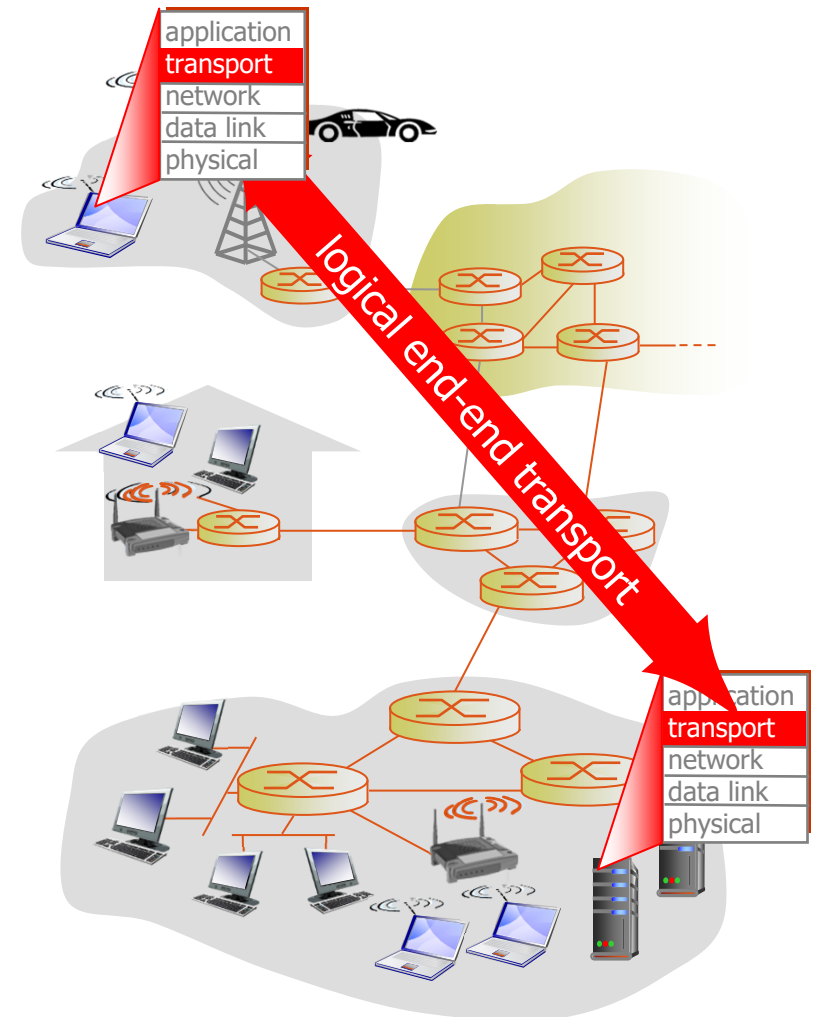 application
transport
network
data link
physical
logical end-end transport
application
transport
network
data link
physical